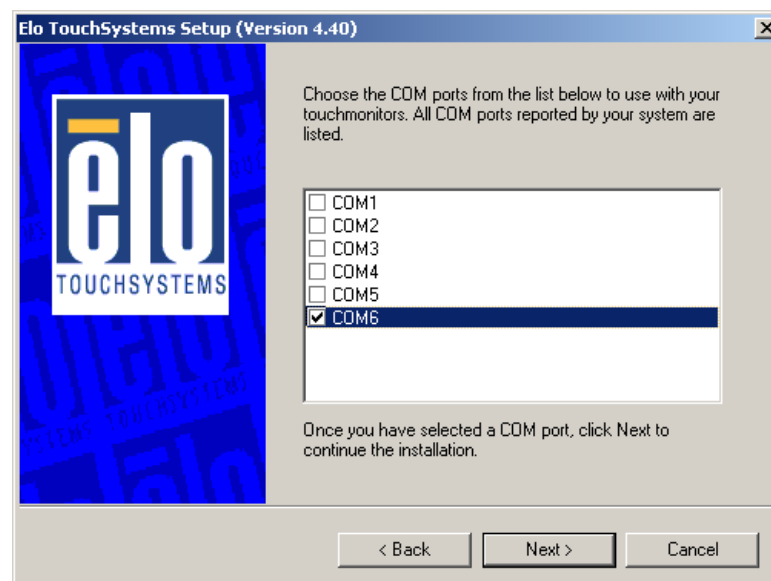 Elo TouchSystems Setup (Version 4.40)
Choose the COM ports from the list below to use with your
touchmonitors. All COM ports reported by your system are
listed.
elo
TOUCHSYSTEMS
COM1
COM2
COM3
COM4
COM5
COM6
Once you have selected a COM port, click Next to
continue the installation.
< Back
Next >
Cancel